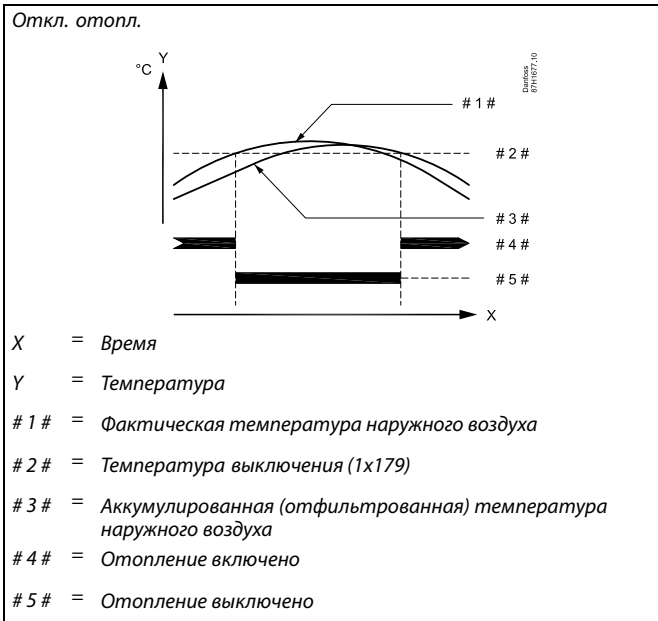 Откл. отопл.
Y
°C
Danfoss
87H1677.10
# 1 #
# 2 #
# 3 #
# 4 #
# 5 #
X
X = Время
Y = Температура
# 1 # = Фактическая температура наружного воздуха
# 2 # = Температура выключения (1x179)
# 3 # = Аккумулированная (отфильтрованная) температура
наружного воздуха
# 4 # = Отопление включено
# 5 # = Отопление выключено